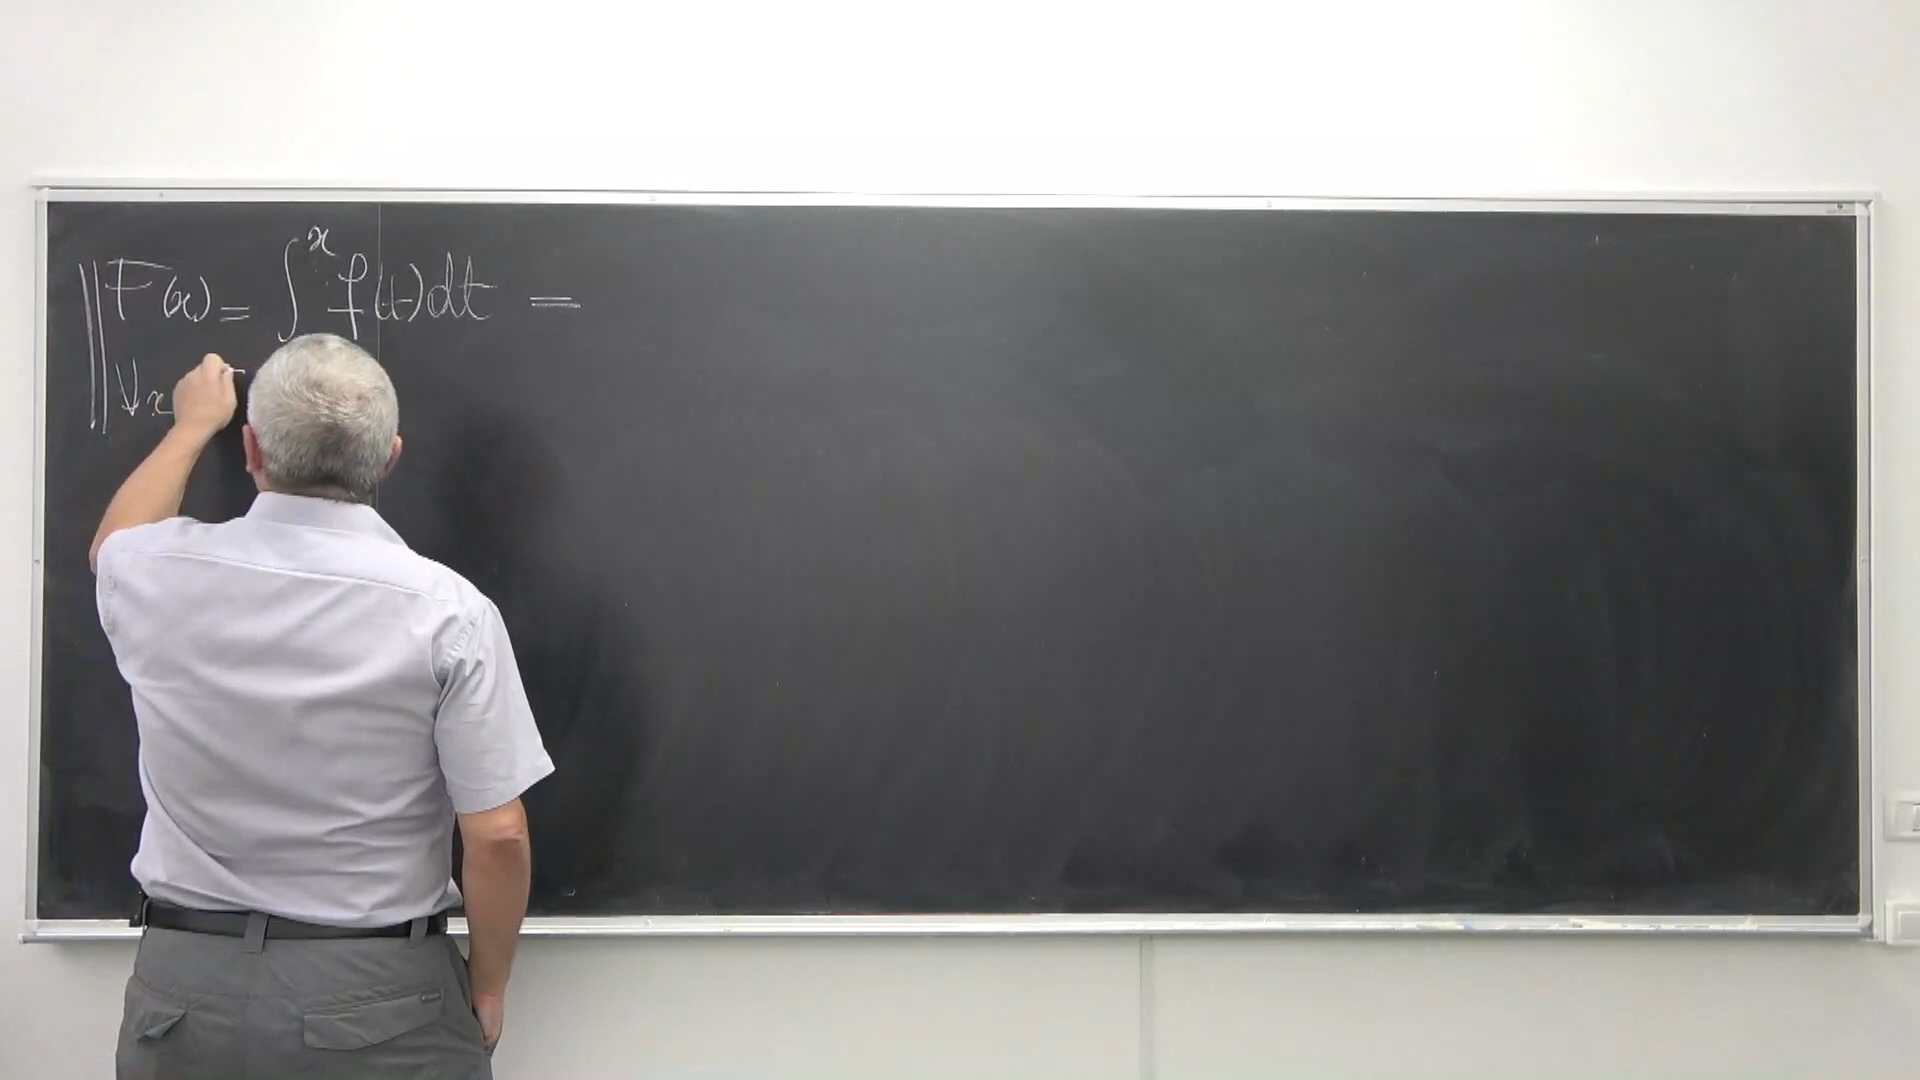 F(x) = ∫^x f(t)dt =
∀x